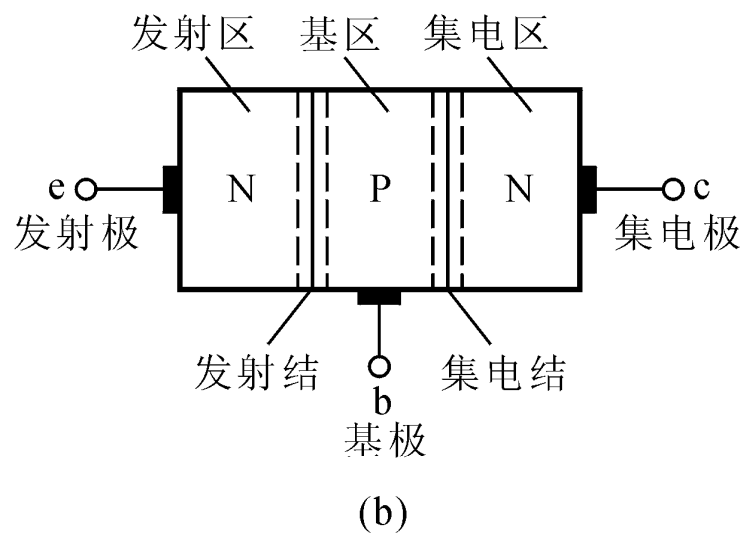 发射区 基区 集电区
e N P N c
发射极 集电极
发射结 集电结
b
基极
(b)